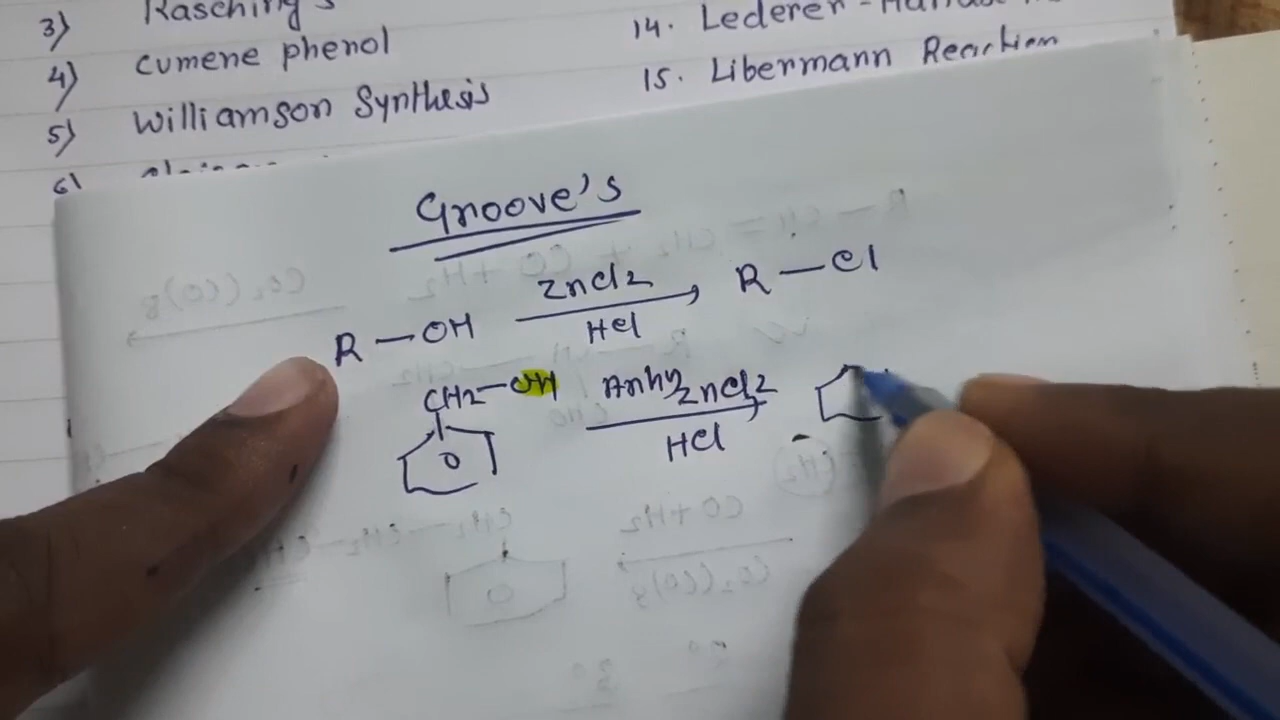 3) Rasching's
4) Cumene phenol
5) Williamson Synthesis
6)
14. Lederer -
15. Libermann Reaction
Groove's
R — OH ZnCl2 HCl R — Cl
CH2 — OH Anhy ZnCl2 HCl